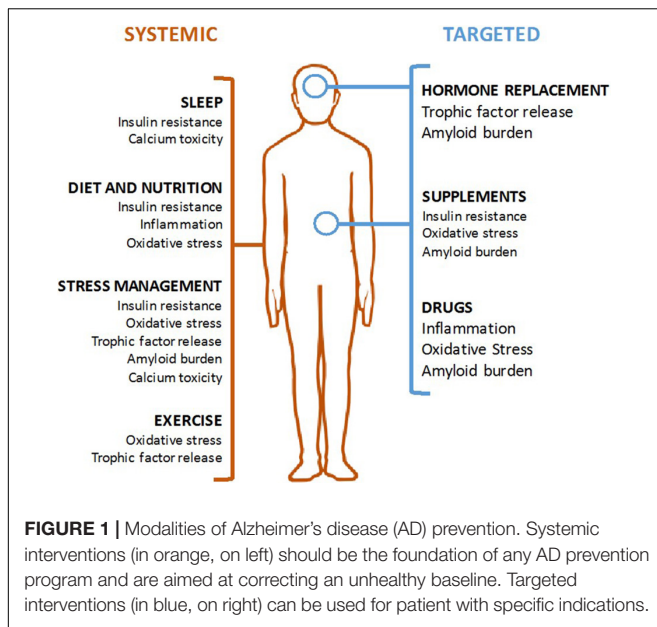 SYSTEMIC
SLEEP
Insulin resistance
Calcium toxicity
DIET AND NUTRITION
Insulin resistance
Inflammation
Oxidative stress
STRESS MANAGEMENT
Insulin resistance
Oxidative stress
Trophic factor release
Amyloid burden
Calcium toxicity
EXERCISE
Oxidative stress
Trophic factor release
TARGETED
HORMONE REPLACEMENT
Trophic factor release
Amyloid burden
SUPPLEMENTS
Insulin resistance
Oxidative stress
Amyloid burden
DRUGS
Inflammation
Oxidative Stress
Amyloid burden
FIGURE 1 | Modalities of Alzheimer's disease (AD) prevention. Systemic
interventions (in orange, on left) should be the foundation of any AD prevention
program and are aimed at correcting an unhealthy baseline. Targeted
interventions (in blue, on right) can be used for patient with specific indications.